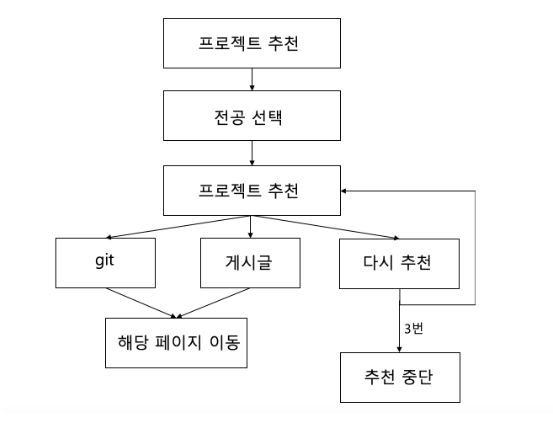 프로젝트 추천
전공 선택
프로젝트 추천
git
게시글
다시 추천
해당 페이지 이동
3번
추천 중단